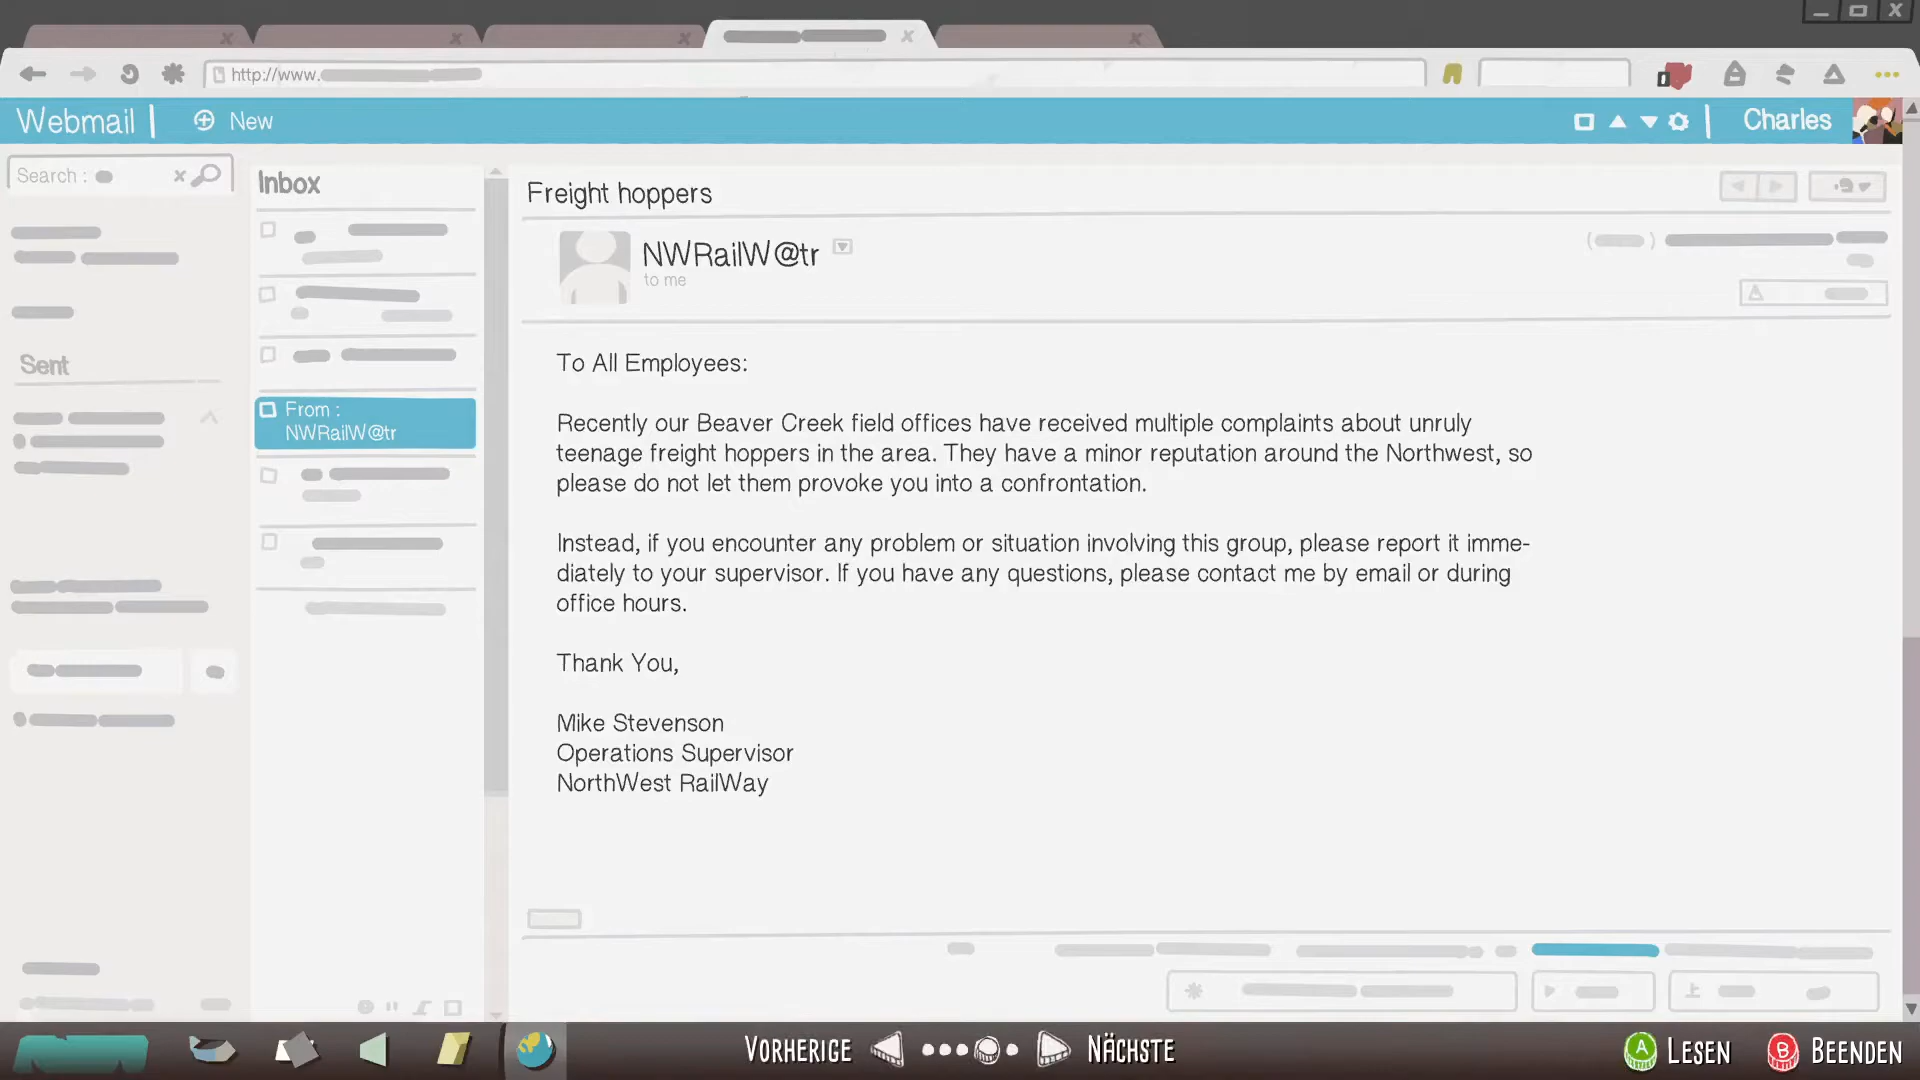 http://www.
Webmail
New
Charles
Search :
Inbox
Freight hoppers
NWRailW@tr
to me
Sent
From :
NWRailW@tr
To All Employees:
Recently our Beaver Creek field offices have received multiple complaints about unruly
teenage freight hoppers in the area. They have a minor reputation around the Northwest, so
please do not let them provoke you into a confrontation.
Instead, if you encounter any problem or situation involving this group, please report it imme-
diately to your supervisor. If you have any questions, please contact me by email or during
office hours.
Thank You,
Mike Stevenson
Operations Supervisor
NorthWest RailWay
VORHERIGE
NÄCHSTE
A LESEN
B BEENDEN